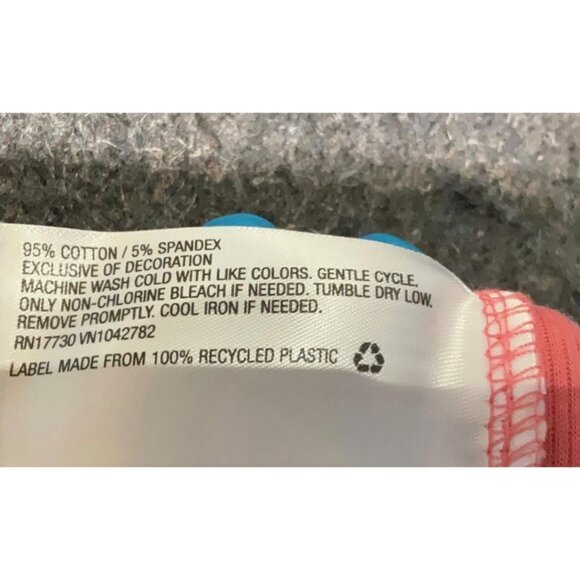 95% COTTON / 5% SPANDEX
EXCLUSIVE OF DECORATION
MACHINE WASH COLD WITH LIKE COLORS. GENTLE CYCLE.
ONLY NON-CHLORINE BLEACH IF NEEDED. TUMBLE DRY LOW.
REMOVE PROMPTLY. COOL IRON IF NEEDED.
RN17730 VN1042782
LABEL MADE FROM 100% RECYCLED PLASTIC